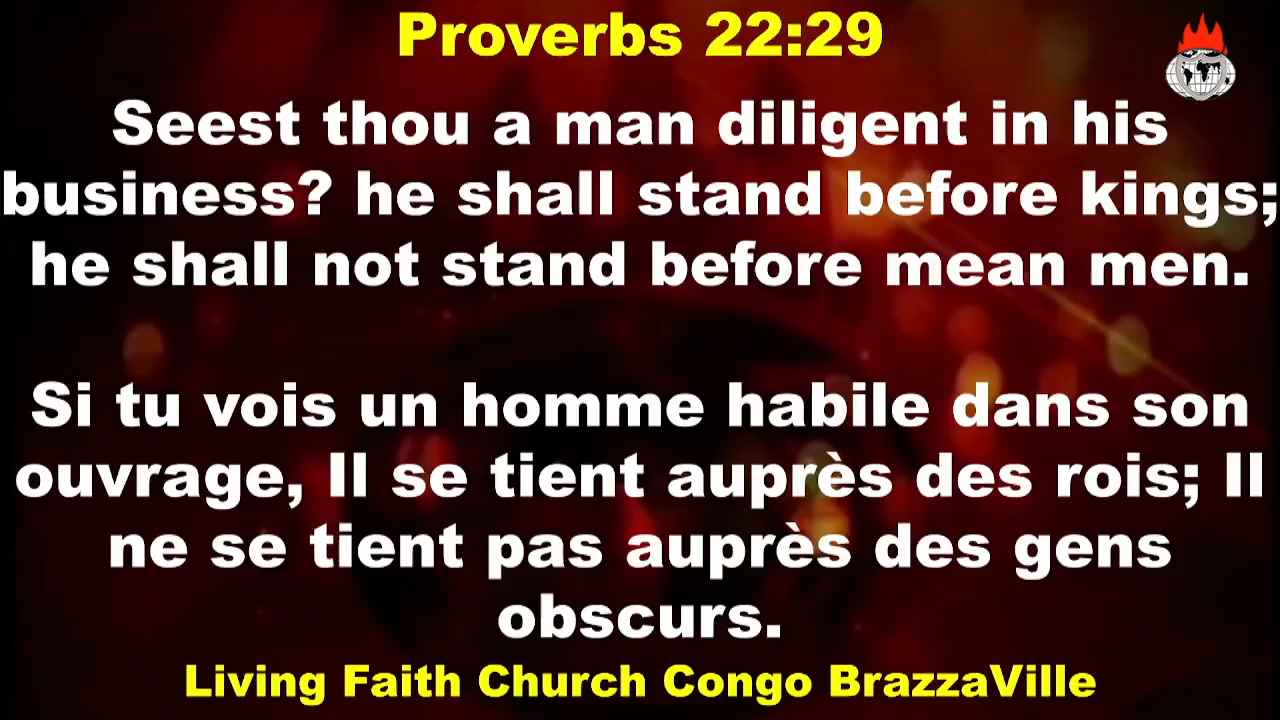 Proverbs 22:29
Seest thou a man diligent in his
business? he shall stand before kings;
he shall not stand before mean men.
Si tu vois un homme habile dans son
ouvrage, Il se tient auprès des rois; Il
ne se tient pas auprès des gens
obscurs.
Living Faith Church Congo BrazzaVille